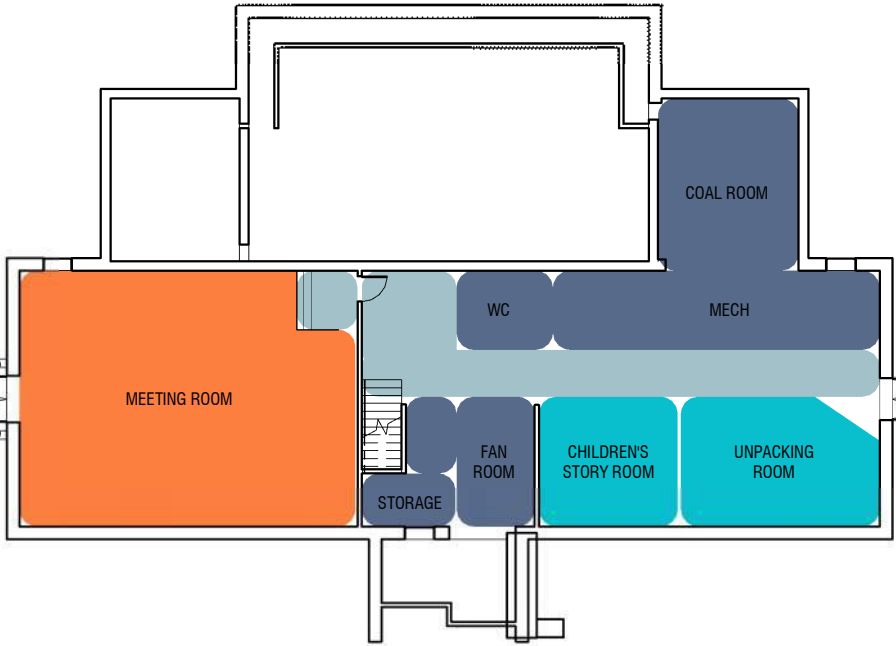 COAL ROOM
WC
MECH
MEETING ROOM
FAN
ROOM
CHILDREN'S
STORY ROOM
UNPACKING
ROOM
STORAGE